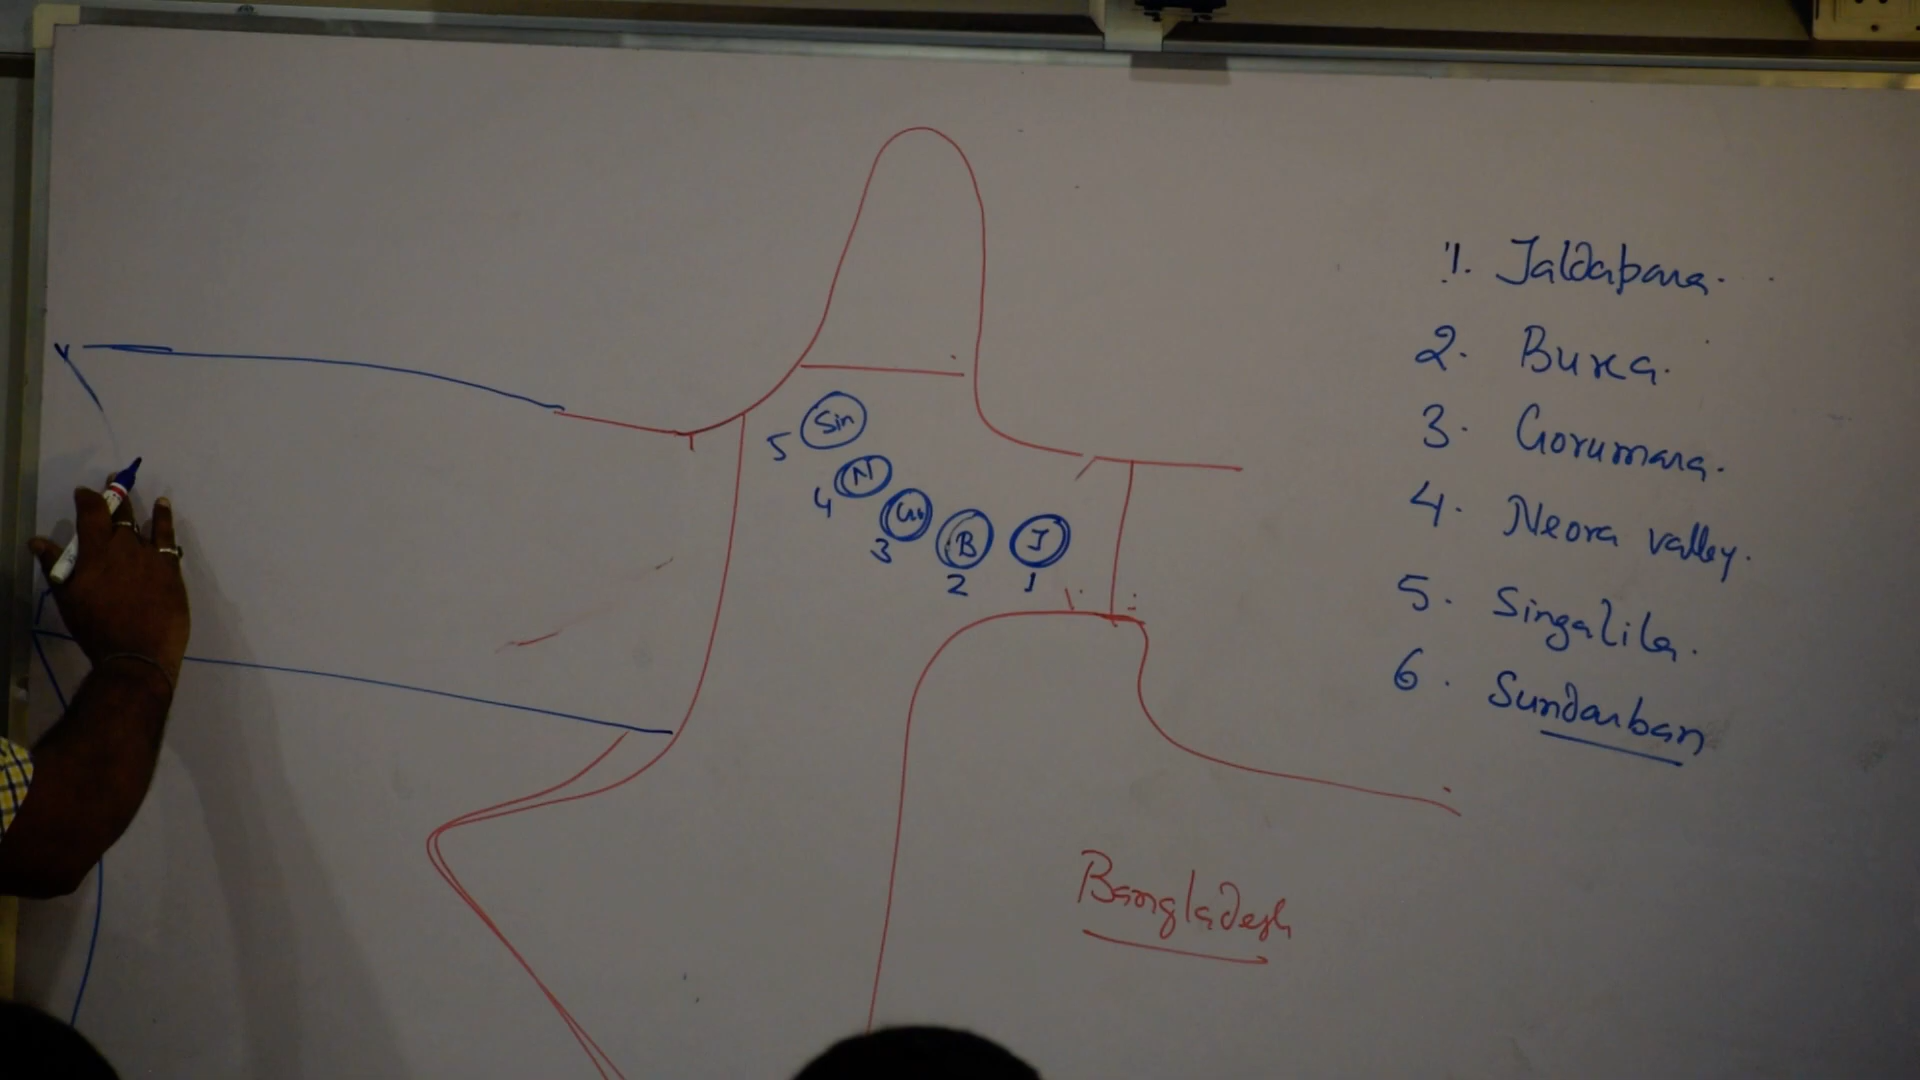 1. Jaldapara.
2. Buxa.
3. Gorumara.
4. Neora valley.
5. Singalila.
6. Sundarban
Sin
5
N
4
Go
3
B
2
J
1
Bangladesh